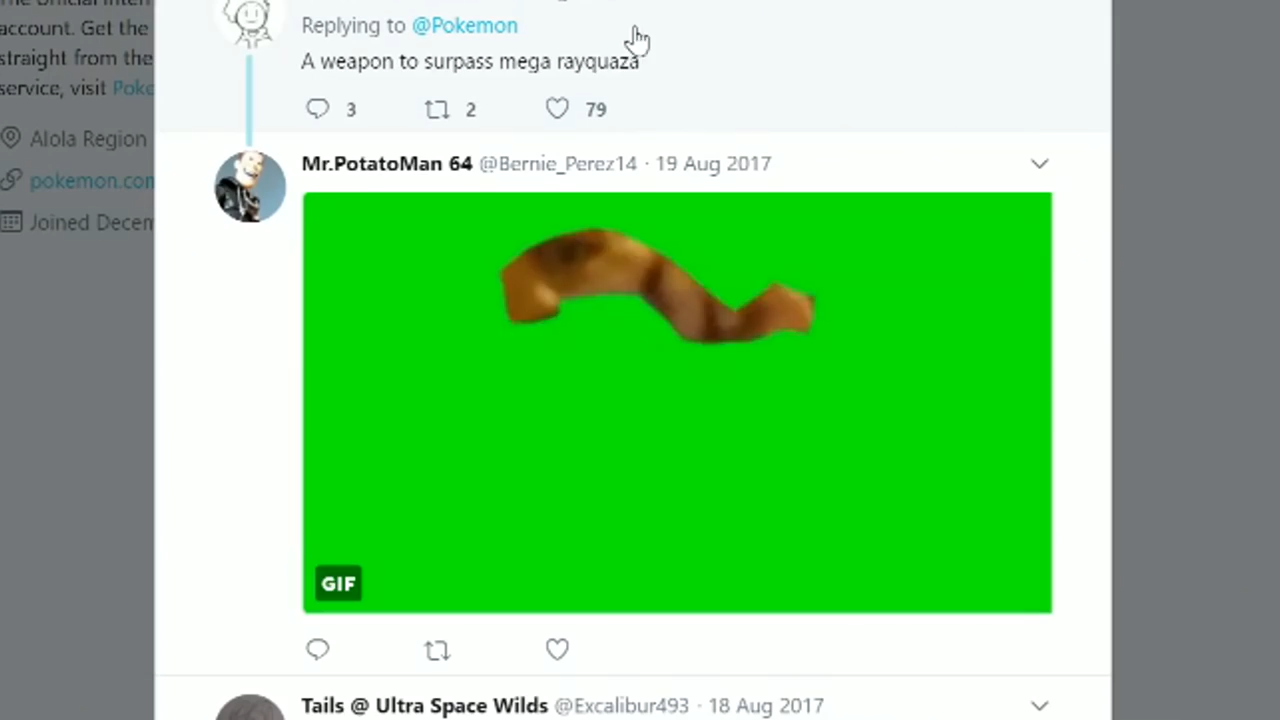 account. Get the
straight from the
service, visit
Alola Region
pokemon.com
Joined Decem
Replying to @Pokemon
A weapon to surpass mega rayquaza
3 2 79
Mr.PotatoMan 64 @Bernie_Perez14 · 19 Aug 2017
GIF
Tails @ Ultra Space Wilds @Excalibur493 · 18 Aug 2017